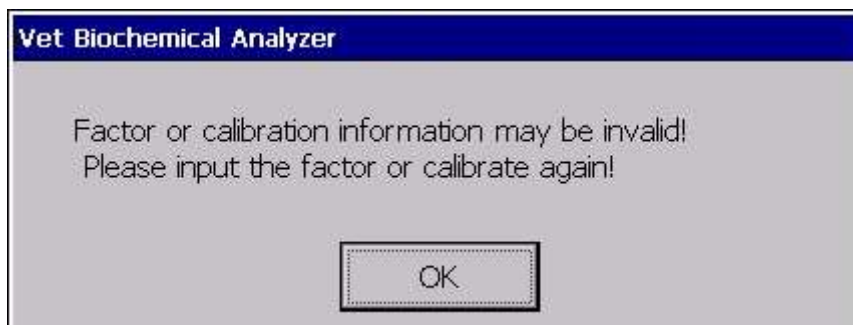 Vet Biochemical Analyzer
Factor or calibration information may be invalid!
Please input the factor or calibrate again!
OK